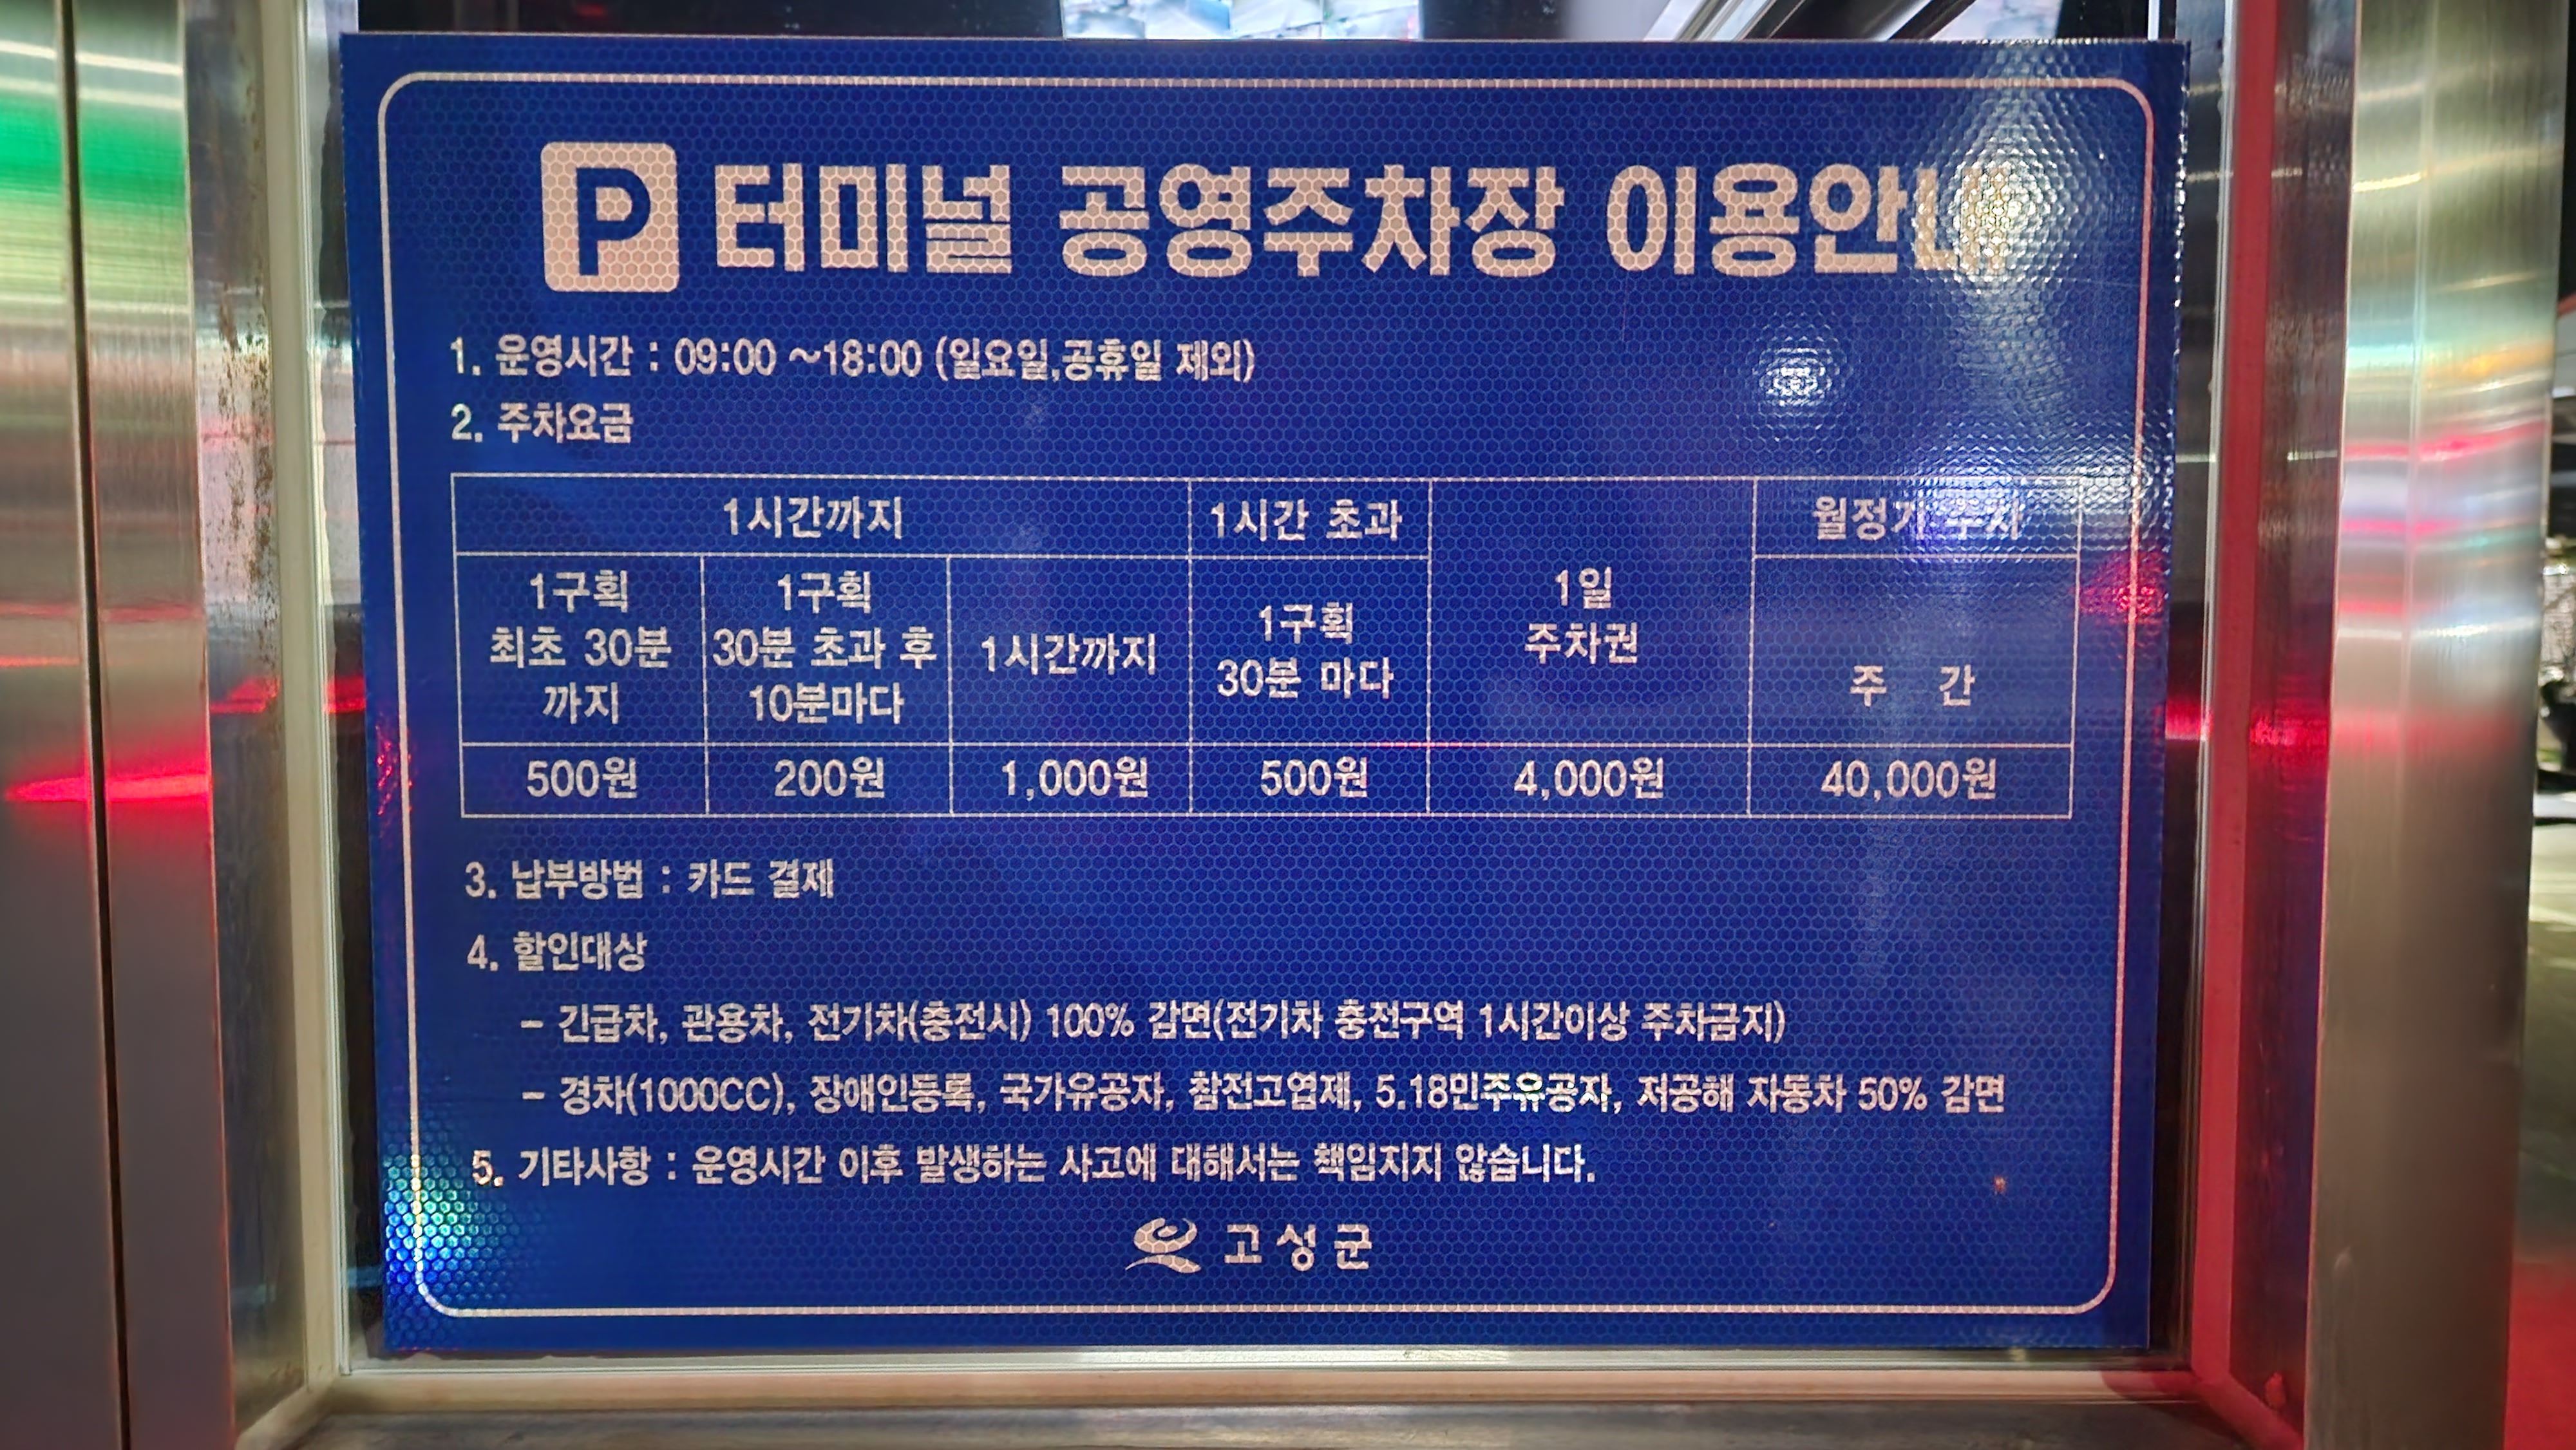 P 터미널 공영주차장 이용안내
1. 운영시간 : 09:00 ~18:00 (일요일,공휴일 제외)
2. 주차요금
1시간까지
1시간 초과
1일
주차권
월정기 주차
1구획
최초 30분
까지
1구획
30분 초과 후
10분마다
1시간까지
1구획
30분 마다
주 간
500원
200원
1,000원
500원
4,000원
40,000원
3. 납부방법 : 카드 결제
4. 할인대상
- 긴급차, 관용차, 전기차(충전시) 100% 감면(전기차 충전구역 1시간이상 주차금지)
- 경차(1000CC), 장애인등록, 국가유공자, 참전고엽제, 5.18민주유공자, 저공해 자동차 50% 감면
5. 기타사항 : 운영시간 이후 발생하는 사고에 대해서는 책임지지 않습니다.
고성군